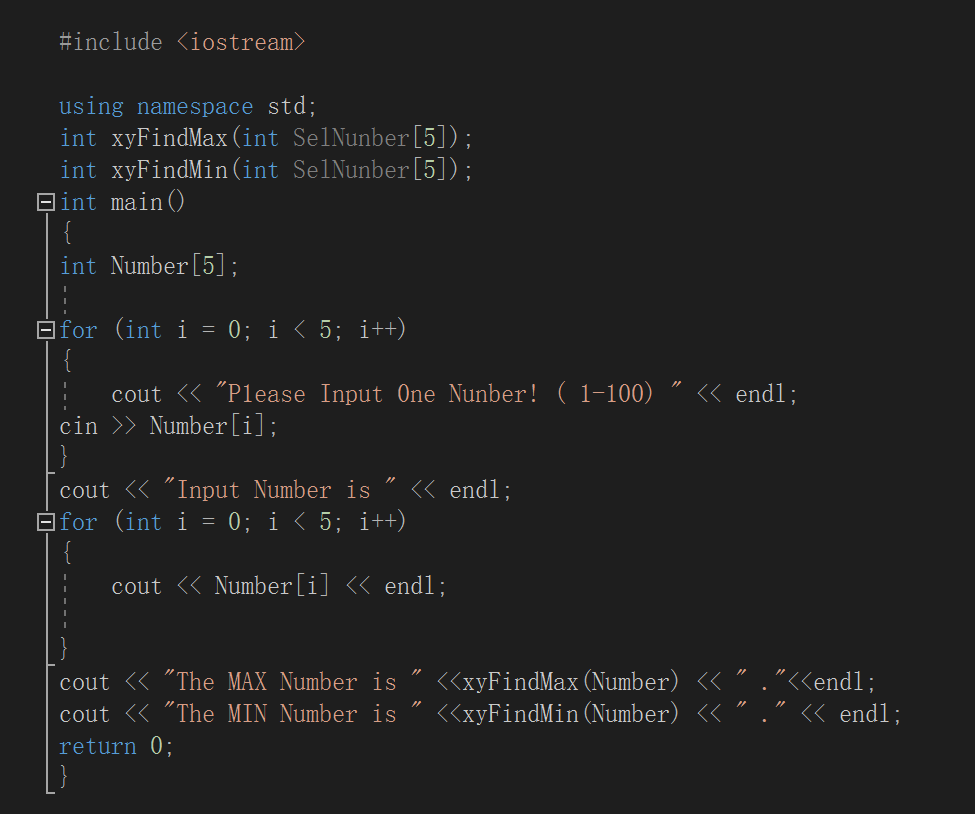 #include <iostream>
using namespace std;
int xyFindMax(int SelNunber[5]);
int xyFindMin(int SelNunber[5]);
int main()
{
int Number[5];
for (int i = 0; i < 5; i++)
{
cout << "Please Input One Nunber! ( 1-100) " << endl;
cin >> Number[i];
}
cout << "Input Number is " << endl;
for (int i = 0; i < 5; i++)
{
cout << Number[i] << endl;
}
cout << "The MAX Number is " <<xyFindMax(Number) << " ."<<endl;
cout << "The MIN Number is " <<xyFindMin(Number) << " ." << endl;
return 0;
}